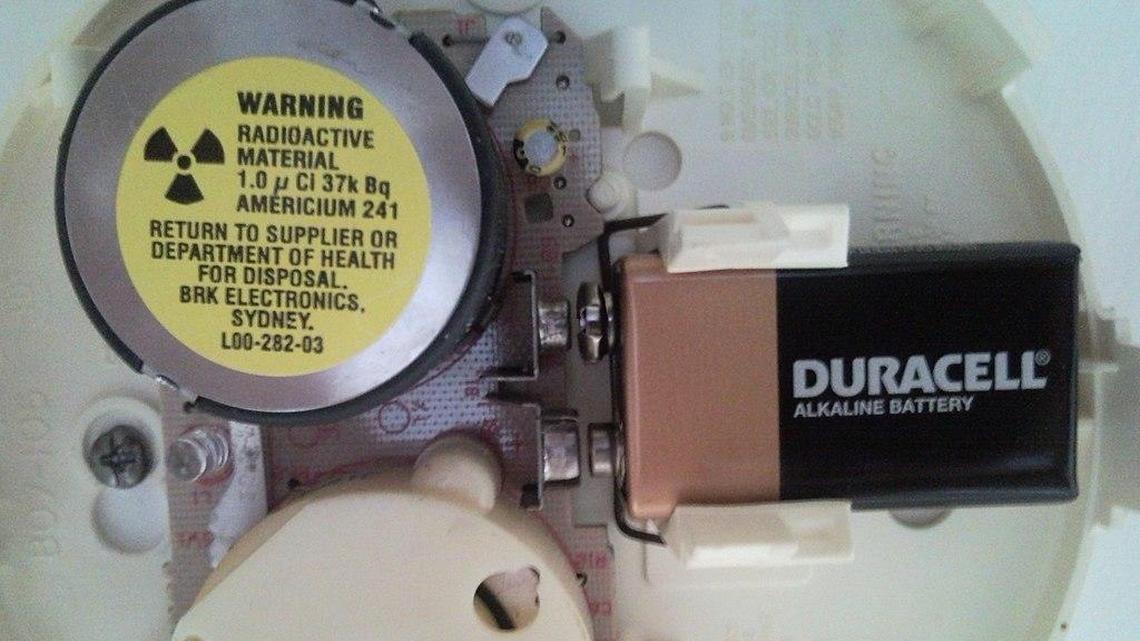 WARNING
RADIOACTIVE
MATERIAL
1.0 μ Ci 37k Bq
AMERICIUM 241
RETURN TO SUPPLIER OR
DEPARTMENT OF HEALTH
FOR DISPOSAL.
BRK ELECTRONICS,
SYDNEY.
L00-282-03
DURACELL®
ALKALINE BATTERY